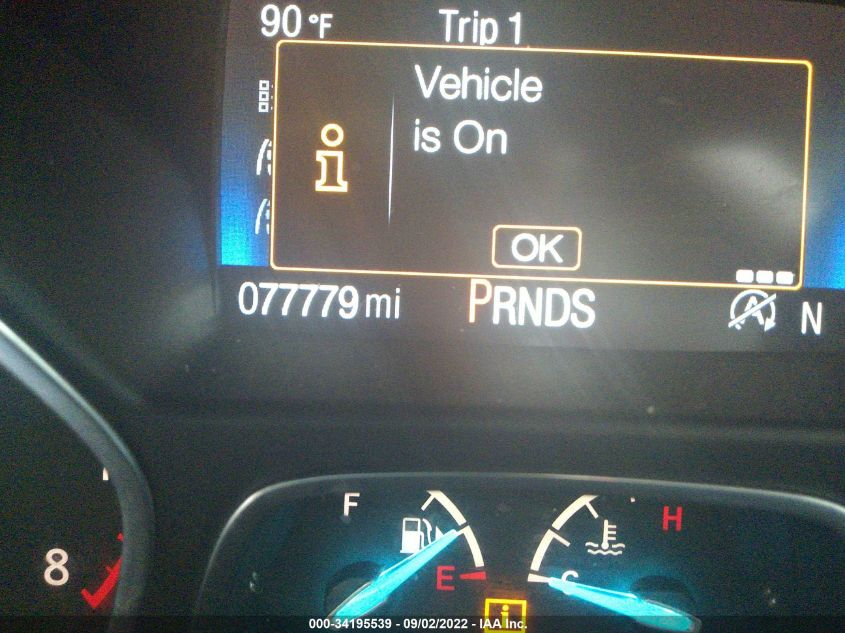 90 °F Trip 1
Vehicle
is On
OK
077779 mi PRNDS N
F H
8 E C
000-34195539 - 09/02/2022 - IAA Inc.